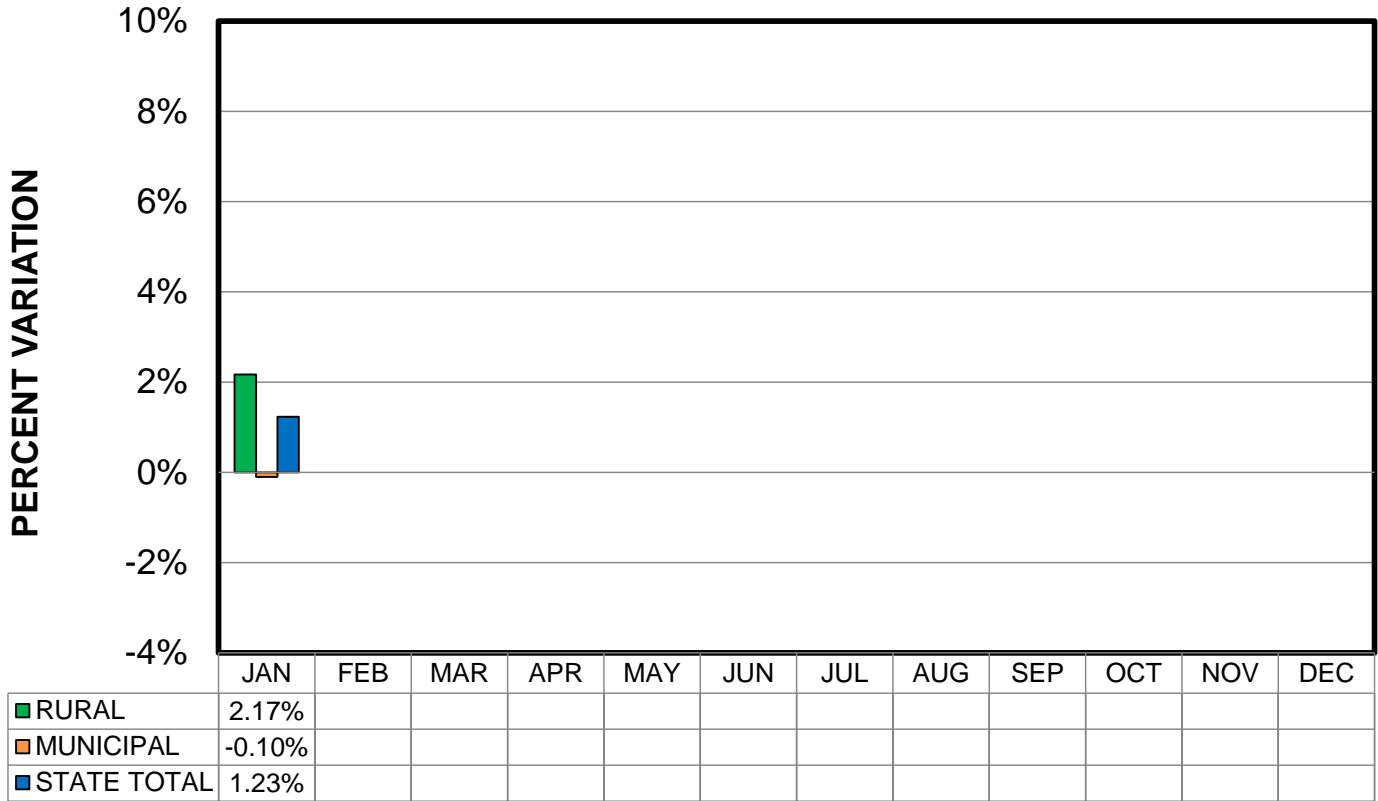 PERCENT VARIATION
10%
8%
6%
4%
2%
0%
-2%
-4%
JAN FEB MAR APR MAY JUN JUL AUG SEP OCT NOV DEC
RURAL 2.17%
MUNICIPAL -0.10%
STATE TOTAL 1.23%